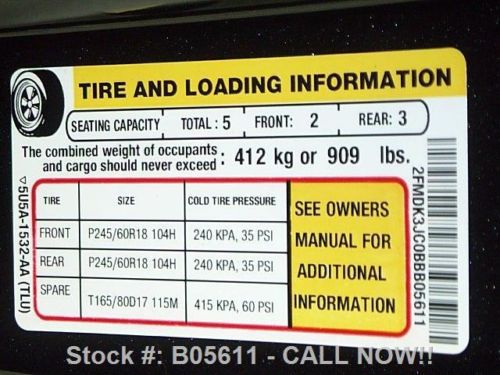 TIRE AND LOADING INFORMATION
SEATING CAPACITY TOTAL : 5 FRONT: 2 REAR: 3
The combined weight of occupants
and cargo should never exceed : 412 kg or 909 lbs.
TIRE SIZE COLD TIRE PRESSURE
FRONT P245/60R18 104H 240 KPA, 35 PSI
REAR P245/60R18 104H 240 KPA, 35 PSI
SPARE T165/80D17 115M 415 KPA, 60 PSI
SEE OWNERS
MANUAL FOR
ADDITIONAL
INFORMATION
5U5A-1532-AA (TLU)
2FMDK3JC0BBB05611
Stock #: B05611 - CALL NOW!!